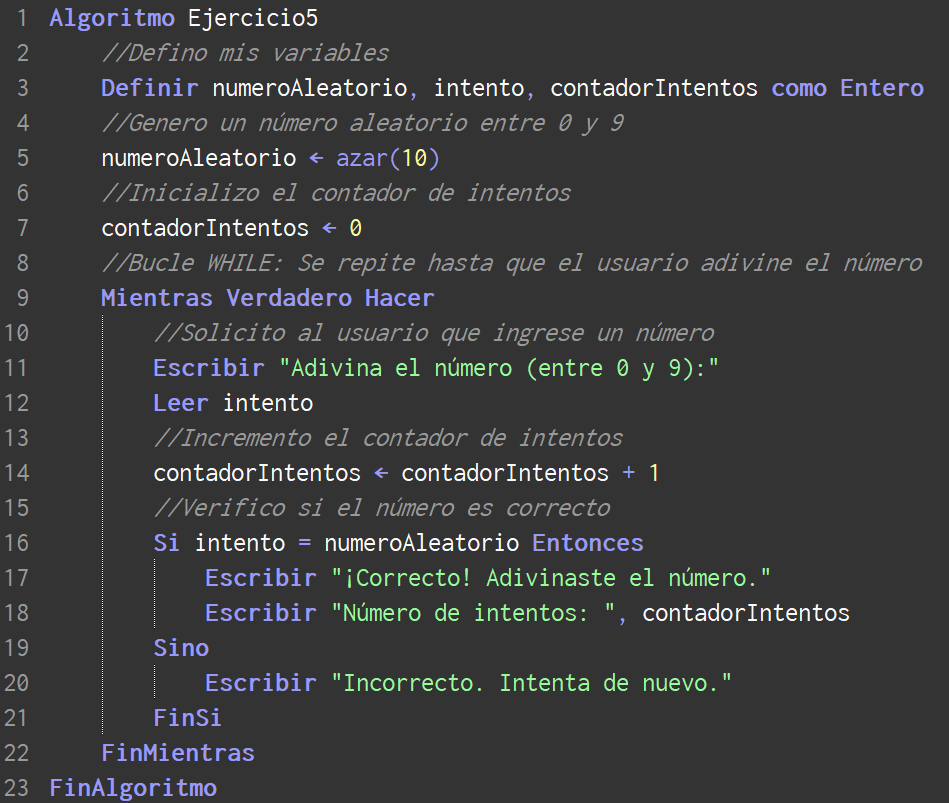 1 Algoritmo Ejercicio5
2 //Defino mis variables
3 Definir numeroAleatorio, intento, contadorIntentos como Entero
4 //Genero un número aleatorio entre 0 y 9
5 numeroAleatorio ← azar(10)
6 //Inicializo el contador de intentos
7 contadorIntentos ← 0
8 //Bucle WHILE: Se repite hasta que el usuario adivine el número
9 Mientras Verdadero Hacer
10 //Solicito al usuario que ingrese un número
11 Escribir "Adivina el número (entre 0 y 9):"
12 Leer intento
13 //Incremento el contador de intentos
14 contadorIntentos ← contadorIntentos + 1
15 //Verifico si el número es correcto
16 Si intento = numeroAleatorio Entonces
17 Escribir "¡Correcto! Adivinaste el número."
18 Escribir "Número de intentos: ", contadorIntentos
19 Sino
20 Escribir "Incorrecto. Intenta de nuevo."
21 FinSi
22 FinMientras
23 FinAlgoritmo